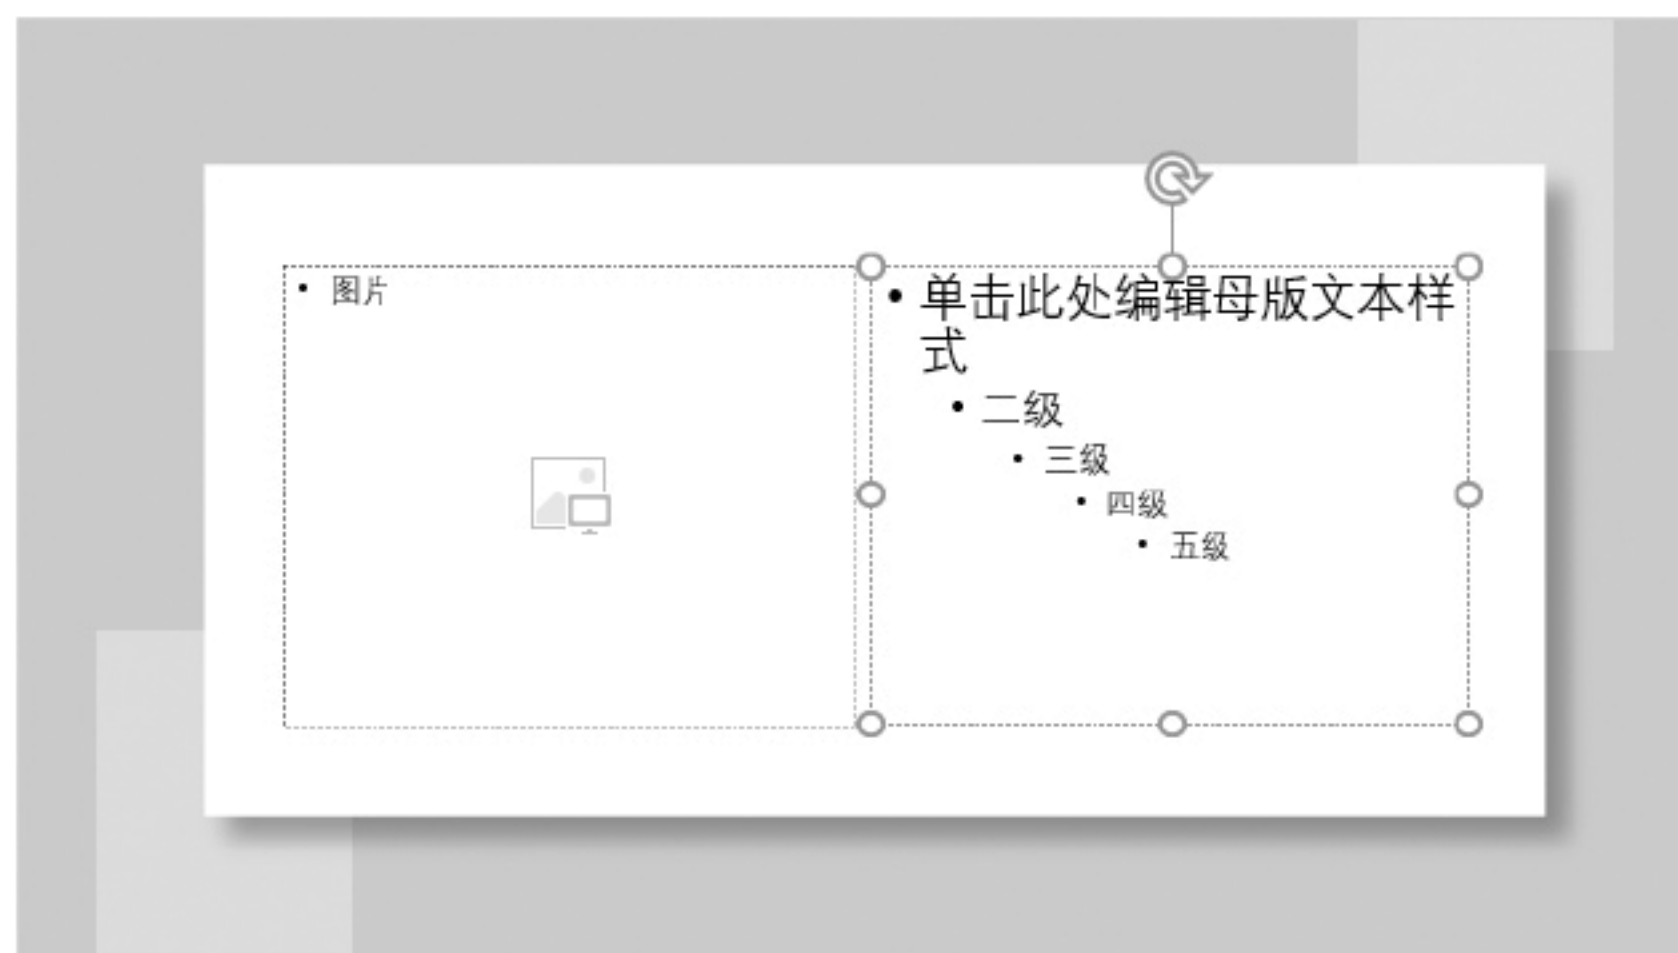 • 图片
• 单击此处编辑母版文本样
式
• 二级
• 三级
• 四级
• 五级